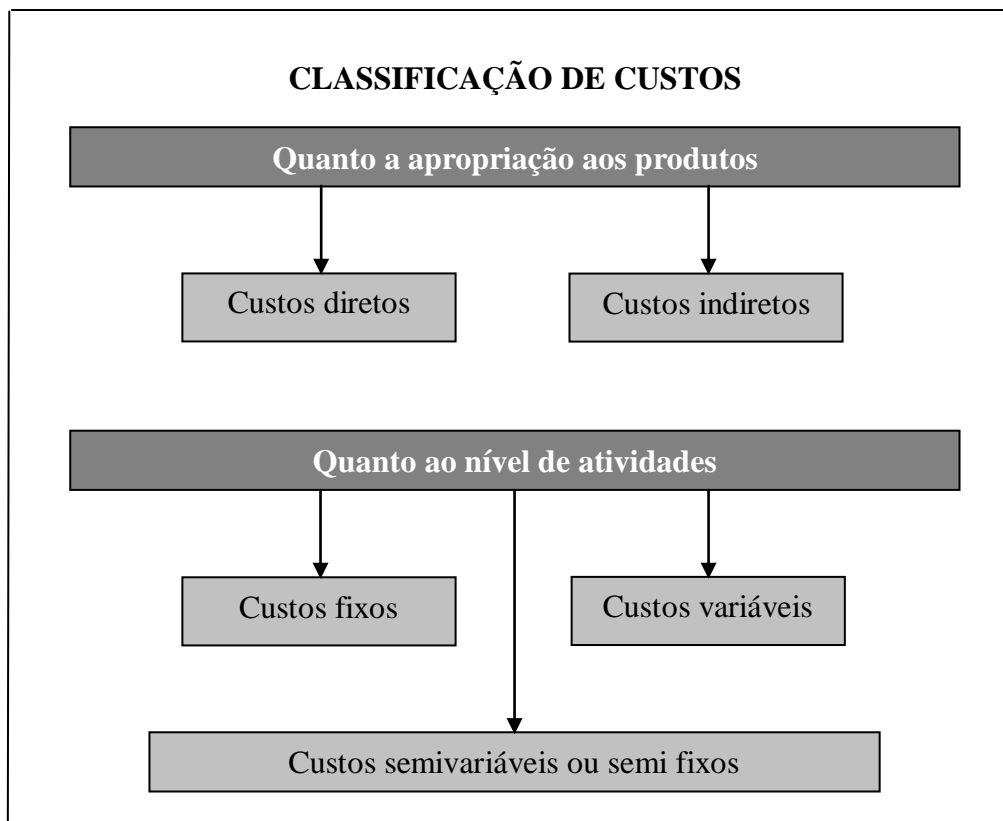 CLASSIFICAÇÃO DE CUSTOS
Quanto a apropriação aos produtos
Custos diretos
Custos indiretos
Quanto ao nível de atividades
Custos fixos
Custos variáveis
Custos semivariáveis ou semi fixos